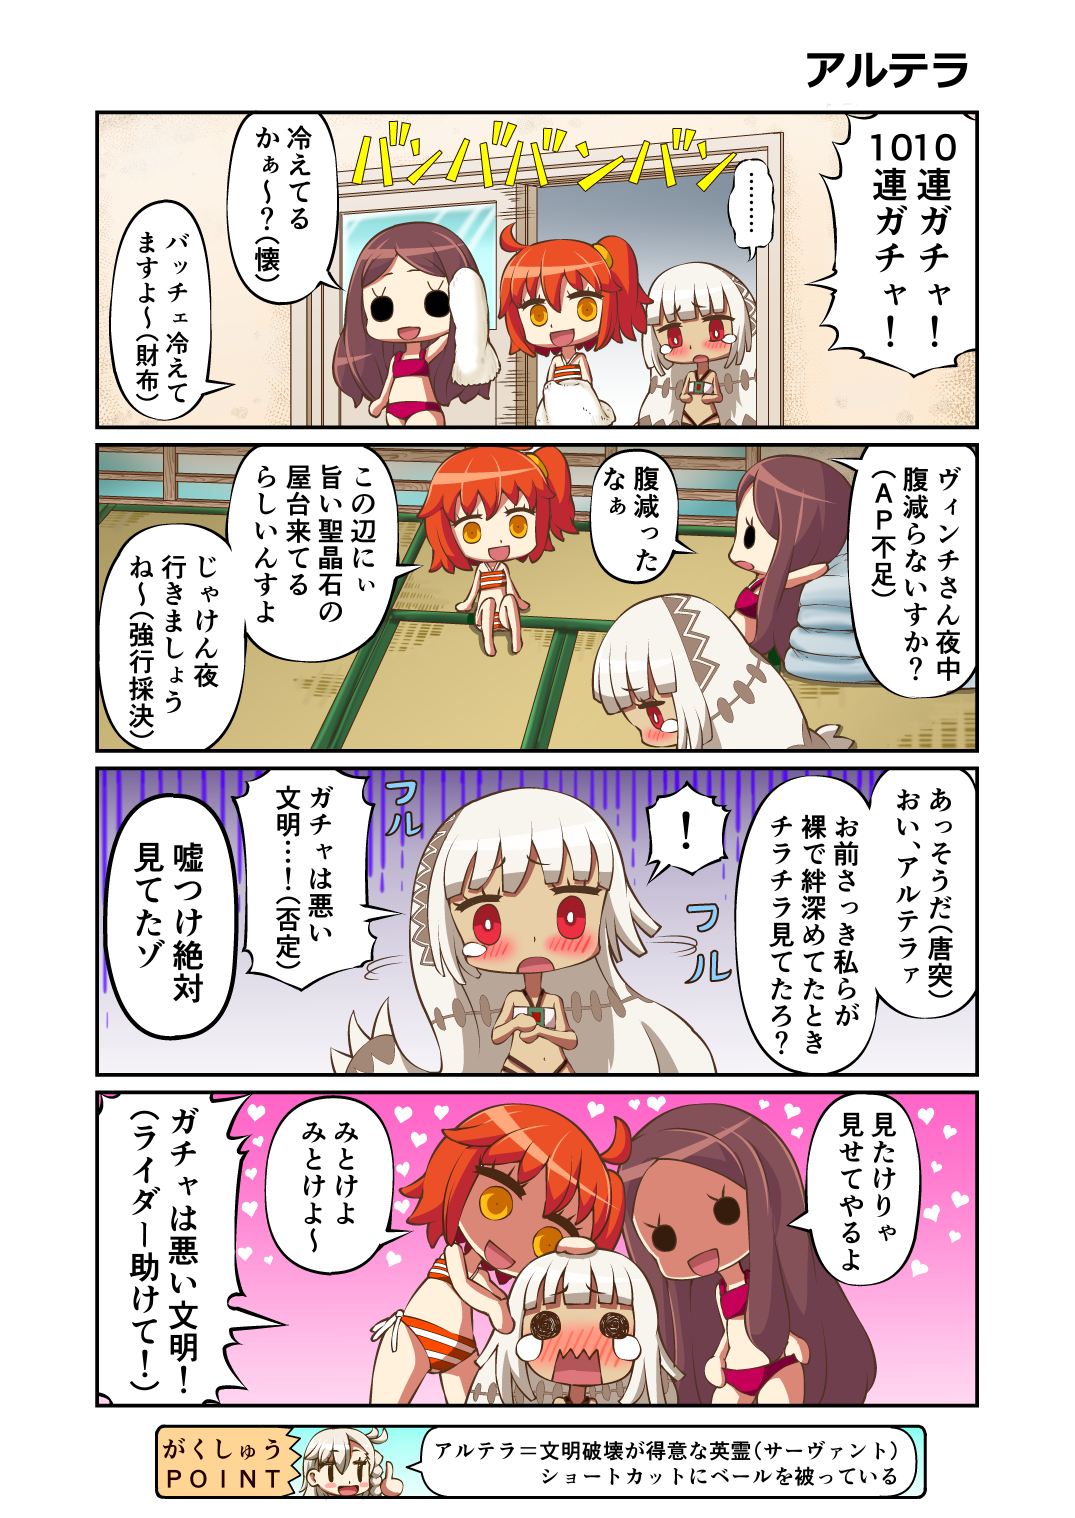 アルテラ
10連ガチャ！
10連ガチャ！
………
バンババンバン
冷えてる
かぁ～？（懐）
バッチェ冷えて
ますよ～（財布）
ヴィンチさん夜中
腹減らないすか？
（ＡＰ不足）
腹減った
なぁ
この辺にぃ
旨い聖晶石の
屋台来てる
らしいんすよ
じゃけん夜
行きましょう
ね～（強行採決）
あっそうだ（唐突）
おい、アルテラァ
お前さっき私らが
裸で絆深めてたとき
チラチラ見てたろ？
！
フル
フル
ガチャは悪い
文明…！（否定）
嘘つけ絶対
見てたゾ
見たけりゃ
見せてやるよ
みとけよ
みとけよ～
ガチャは悪い文明！
（ライダー助けて！）
がくしゅう
ＰＯＩＮＴ
アルテラ＝文明破壊が得意な英霊（サーヴァント）
ショートカットにベールを被っている